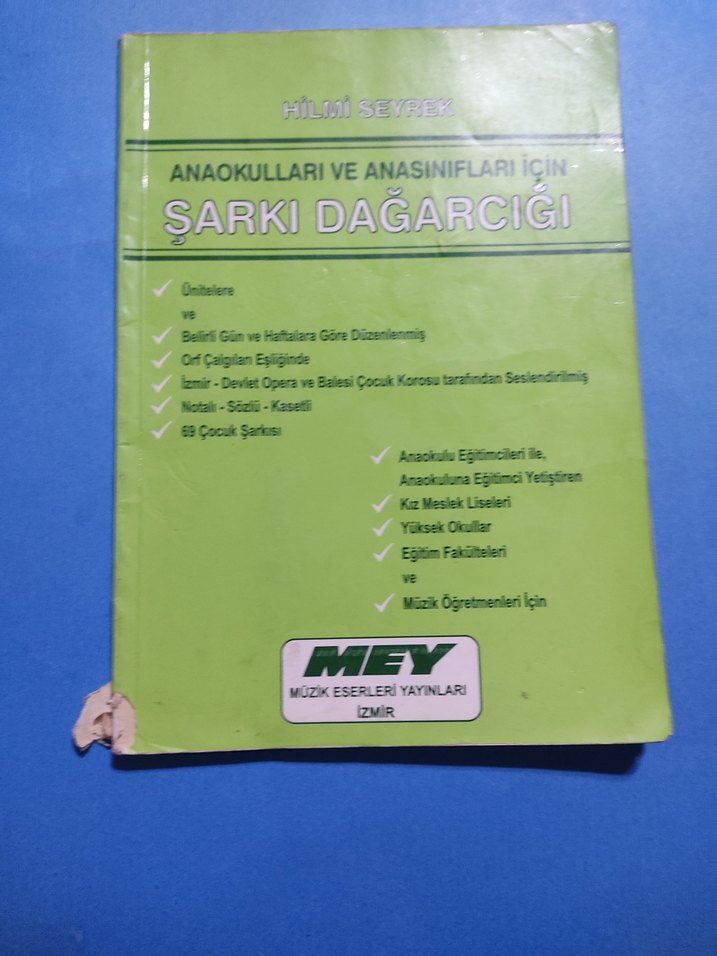 HİLMİ SEYREK
ANAOKULLARI VE ANASINIFLARI İÇİN
ŞARKI DAĞARCIĞI
Ünitelere
ve
Belirli Gün ve Haftalara Göre Düzenlenmiş
Orf Çalgıları Eşliğinde
İzmir - Devlet Opera ve Balesi Çocuk Korosu tarafından Seslendirilmiş
Notalı - Sözlü - Kasetli
69 Çocuk Şarkısı
Anaokulu Eğitimcileri ile,
Anaokuluna Eğitimci Yetiştiren
Kız Meslek Liseleri
Yüksek Okullar
Eğitim Fakülteleri
ve
Müzik Öğretmenleri İçin
MEY
MÜZİK ESERLERİ YAYINLARI
İZMİR